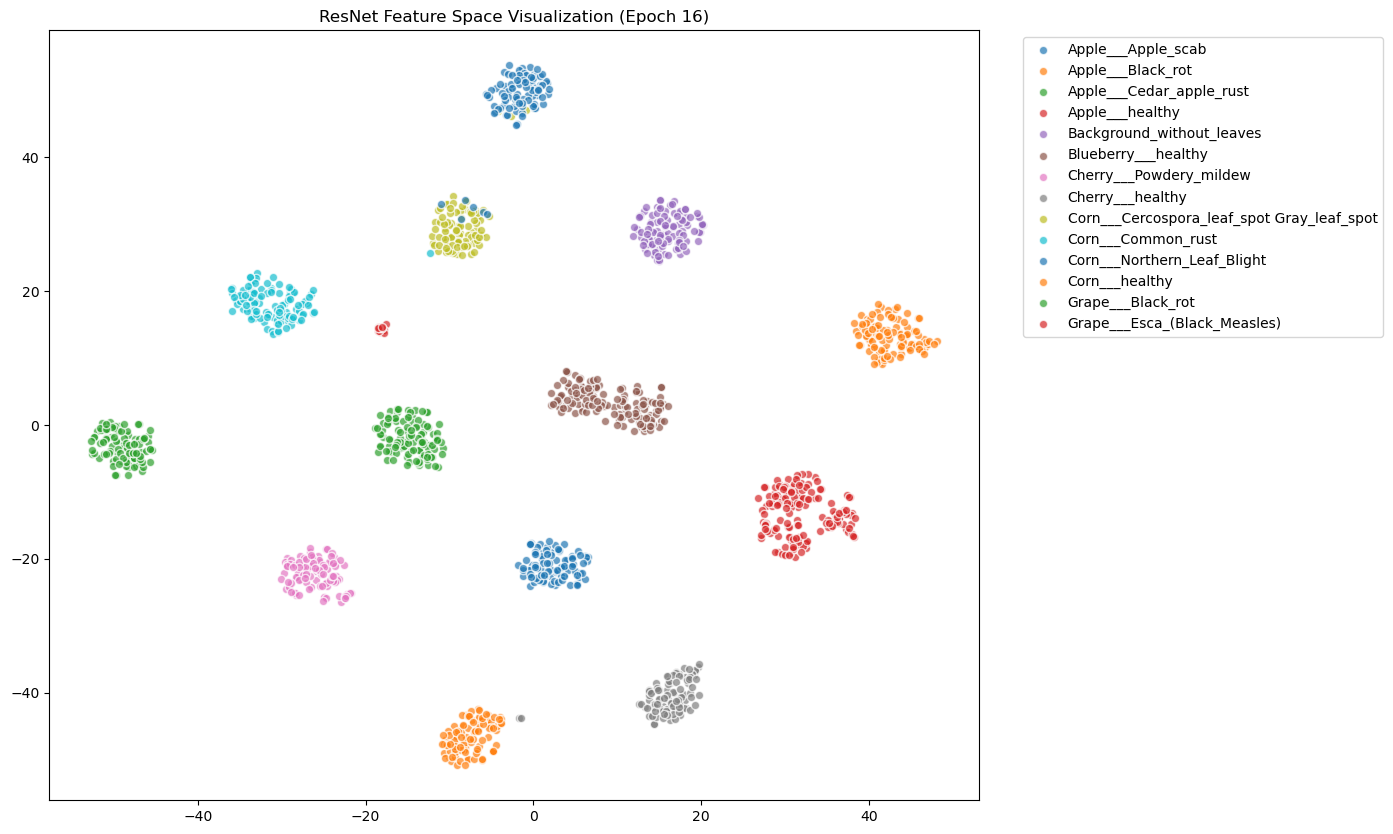 ResNet Feature Space Visualization (Epoch 16)
40
20
0
−20
−40
−40
−20
0
20
40
Apple___Apple_scab
Apple___Black_rot
Apple___Cedar_apple_rust
Apple___healthy
Background_without_leaves
Blueberry___healthy
Cherry___Powdery_mildew
Cherry___healthy
Corn___Cercospora_leaf_spot Gray_leaf_spot
Corn___Common_rust
Corn___Northern_Leaf_Blight
Corn___healthy
Grape___Black_rot
Grape___Esca_(Black_Measles)